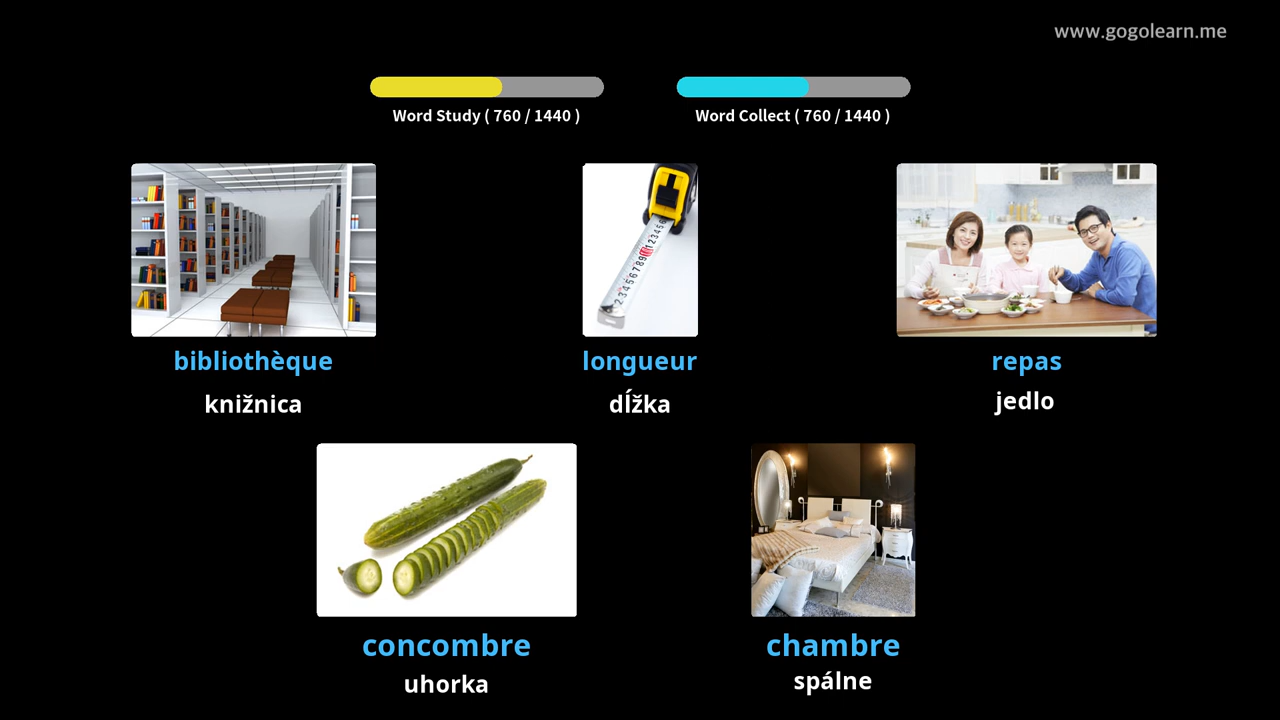 www.gogolearn.me
Word Study ( 760 / 1440 )
Word Collect ( 760 / 1440 )
bibliothèque
knižnica
longueur
dĺžka
repas
jedlo
concombre
uhorka
chambre
spálne